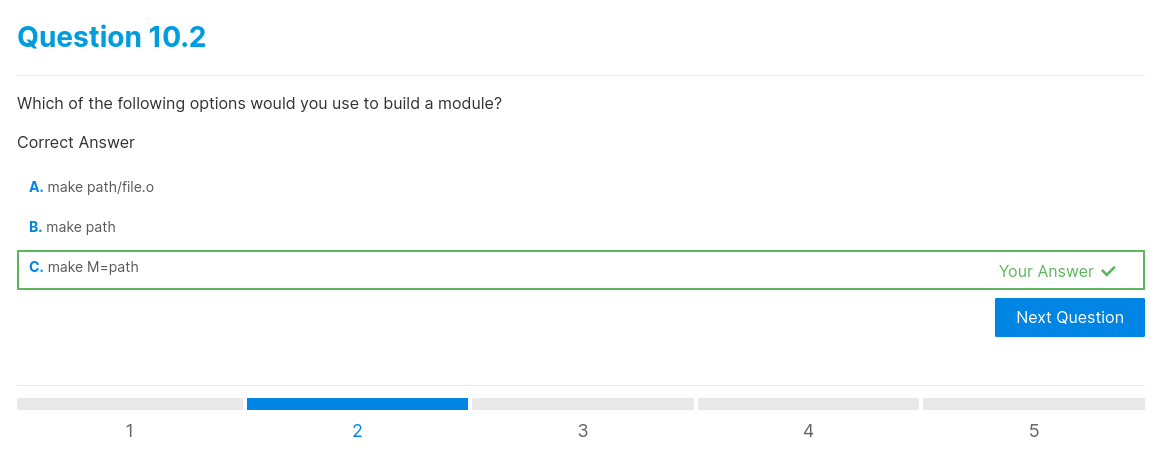 Question 10.2
Which of the following options would you use to build a module?
Correct Answer
A. make path/file.o
B. make path
C. make M=path
Your Answer
Next Question
1 2 3 4 5